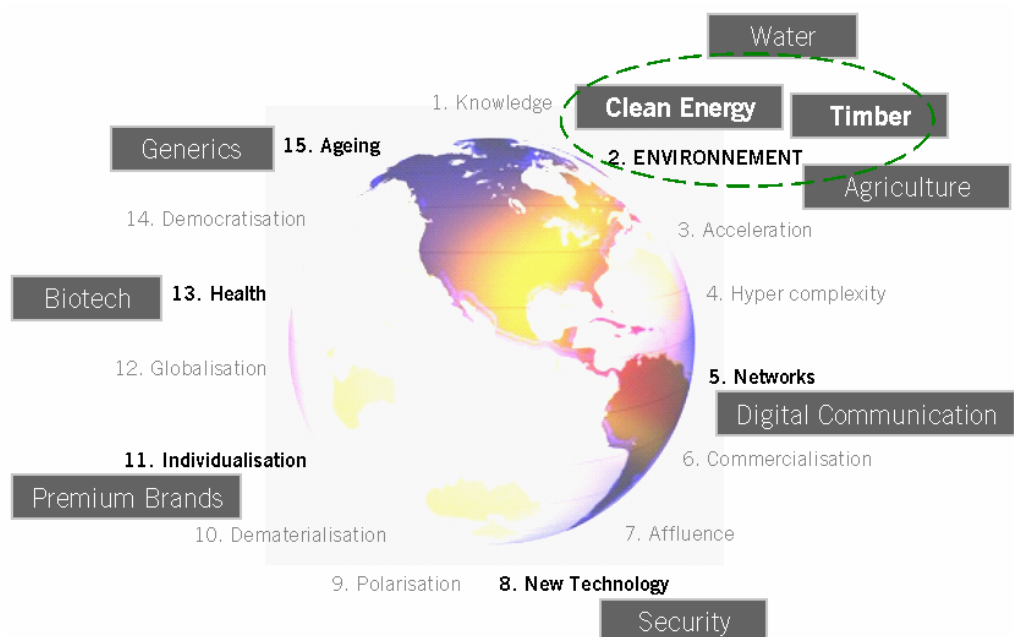 Water
1. Knowledge
Clean Energy
Timber
Generics
15. Ageing
2. ENVIRONNEMENT
Agriculture
14. Democratisation
3. Acceleration
Biotech
13. Health
4. Hyper complexity
12. Globalisation
5. Networks
Digital Communication
11. Individualisation
6. Commercialisation
Premium Brands
10. Dematerialisation
7. Affluence
9. Polarisation
8. New Technology
Security